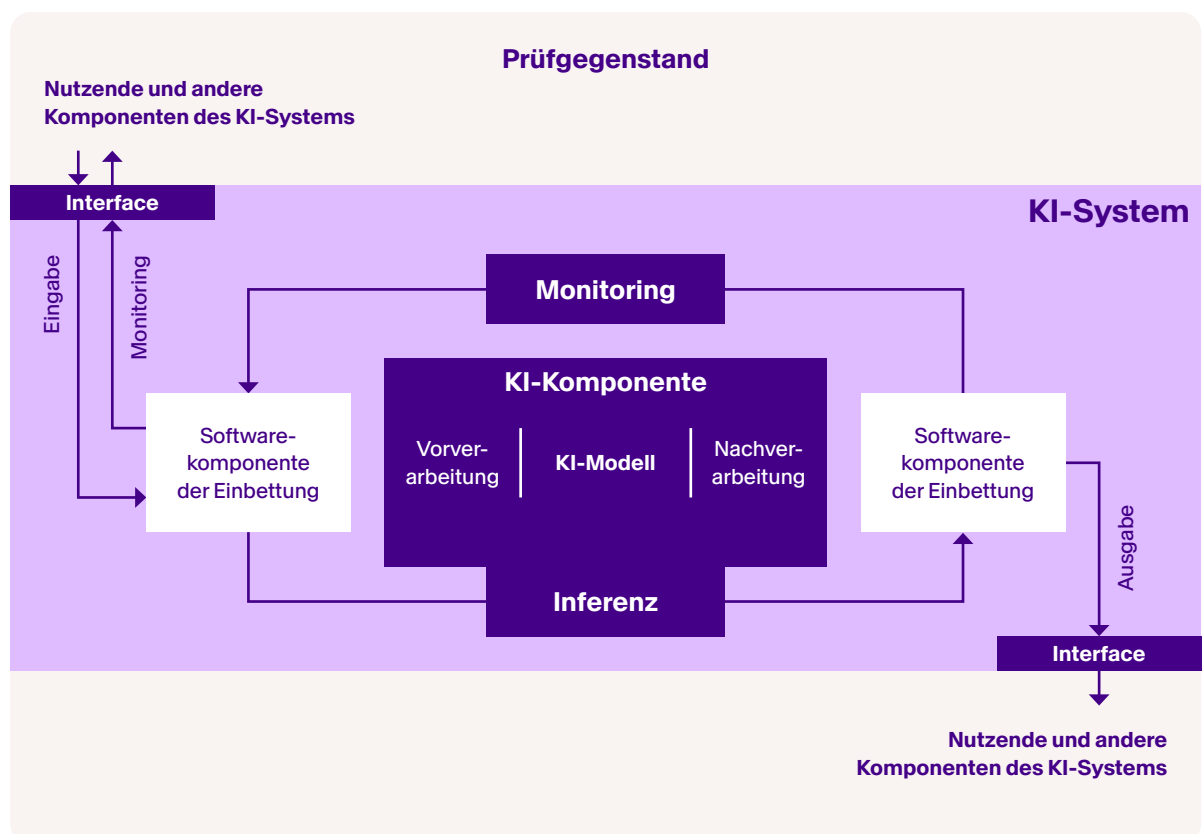 Prüfgegenstand
Nutzende und andere
Komponenten des KI-Systems
Interface
KI-System
Eingabe
Monitoring
Monitoring
KI-Komponente
Vorver-
arbeitung
KI-Modell
Nachver-
arbeitung
Software-
komponente
der Einbettung
Software-
komponente
der Einbettung
Inferenz
Ausgabe
Interface
Nutzende und andere
Komponenten des KI-Systems